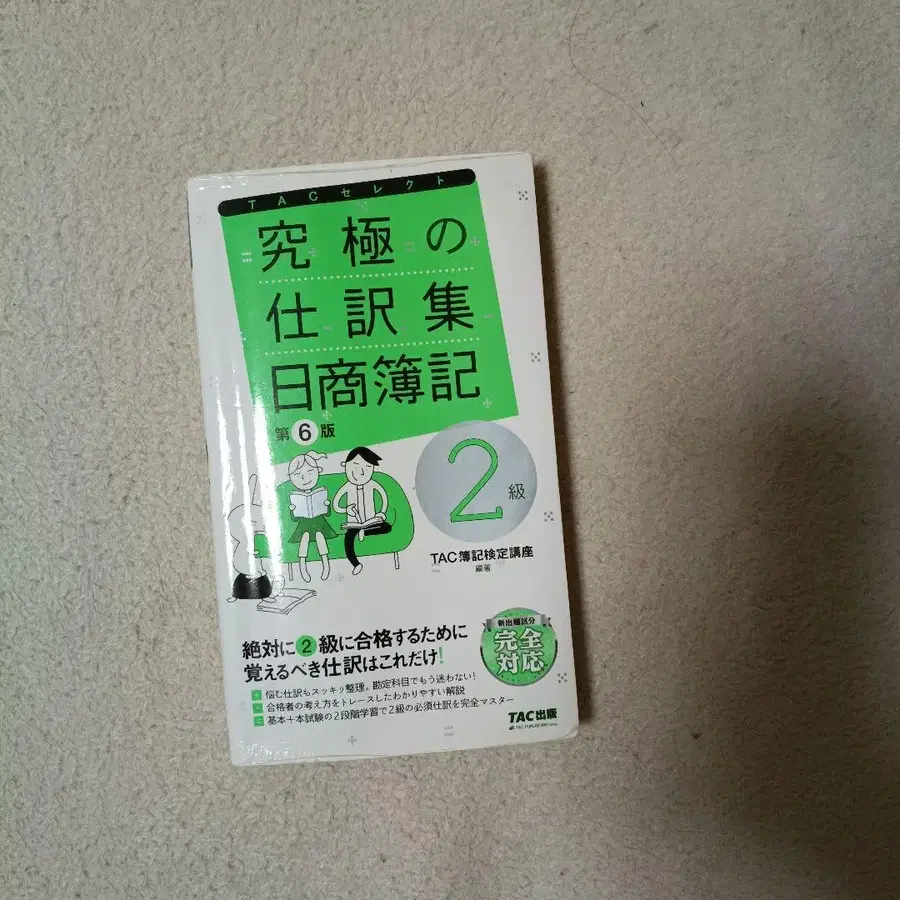 TACセレクト
究極の
仕訳集
日商簿記
第6版
2級
TAC簿記検定講座
編著
絶対に2級に合格するために
覚えるべき仕訳はこれだけ!
悩む仕訳もスッキリ整理。勘定科目でもう迷わない!
合格者の考え方をトレースしたわかりやすい解説
基本+本試験の2段階学習で2級の必須仕訳を完全マスター
新出題区分
完全
対応
TAC出版